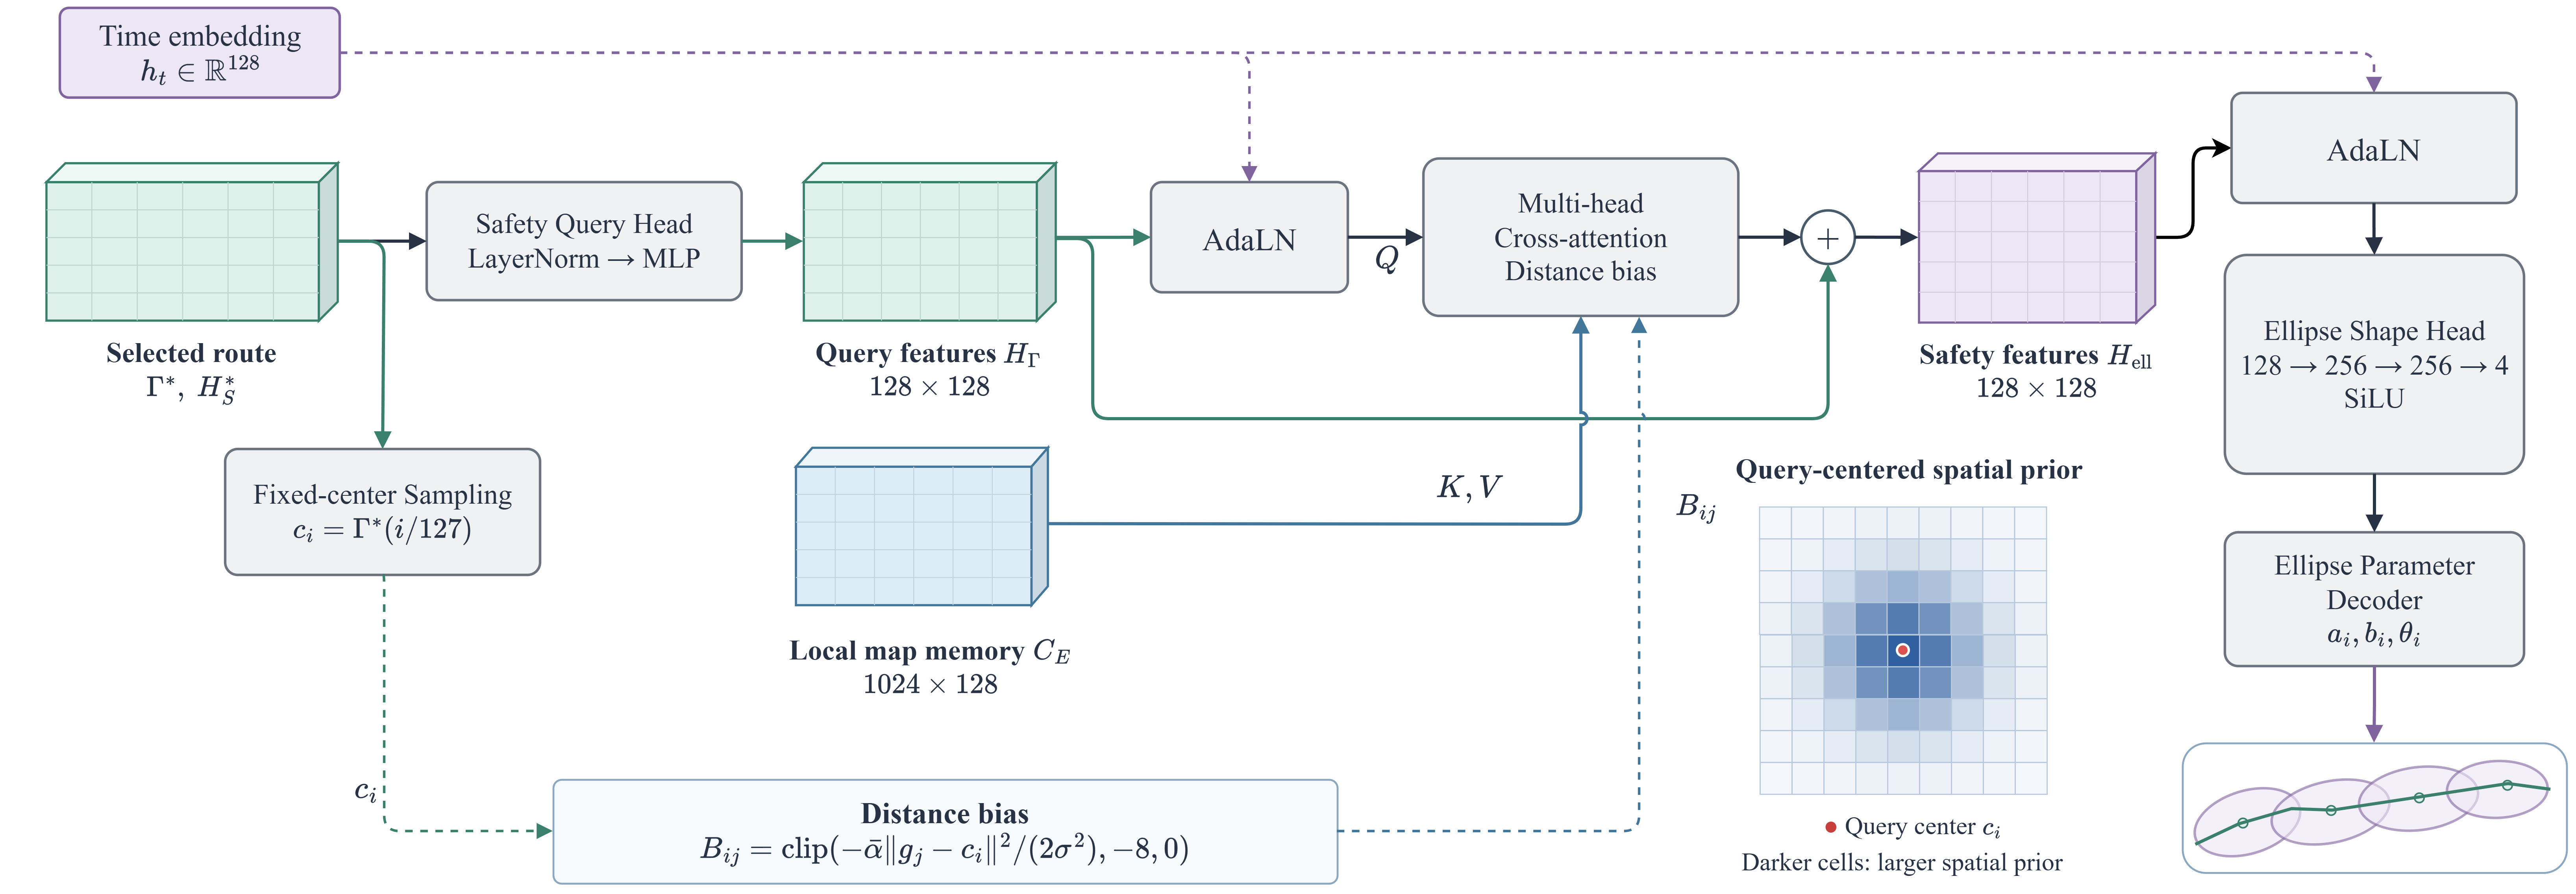 Time embedding
h_t ∈ ℝ^128
AdaLN
Safety Query Head
LayerNorm → MLP
AdaLN
Q
Multi-head
Cross-attention
Distance bias
+
Selected route
Γ*, H_S^*
Query features H_Γ
128 × 128
Safety features H_ell
128 × 128
Ellipse Shape Head
128 → 256 → 256 → 4
SiLU
Fixed-center Sampling
c_i = Γ*(i/127)
K, V
B_ij
Query-centered spatial prior
Local map memory C_E
1024 × 128
Ellipse Parameter
Decoder
a_i, b_i, θ_i
c_i
Distance bias
B_ij = clip(−ᾱ‖g_j − c_i‖²/(2σ²), −8, 0)
Query center c_i
Darker cells: larger spatial prior